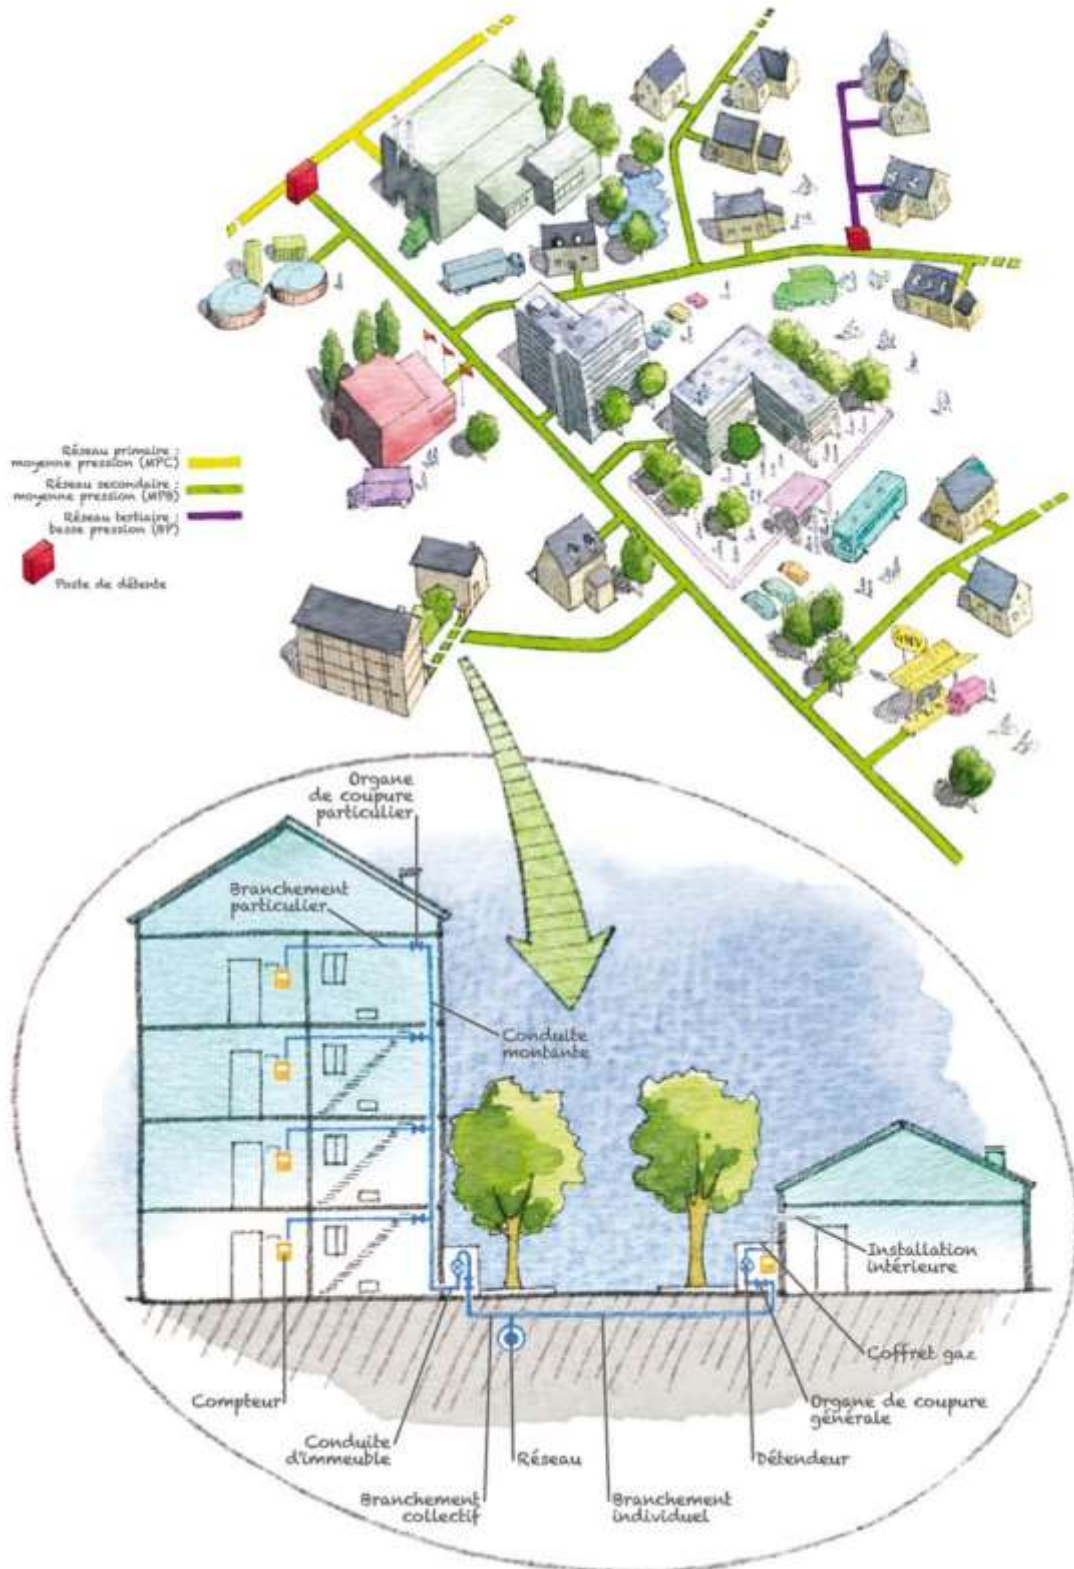 Réseau primaire :
moyenne pression (MPC)
Réseau secondaire :
moyenne pression (MPB)
Réseau tertiaire :
basse pression (BP)
Poste de détente
GNV
Organe
de coupure
particulier
Branchement
particulier
Conduite
montante
Installation
intérieure
Coffret gaz
Compteur
Organe de coupure
générale
Conduite
d'immeuble
Réseau
Détendeur
Branchement
collectif
Branchement
individuel